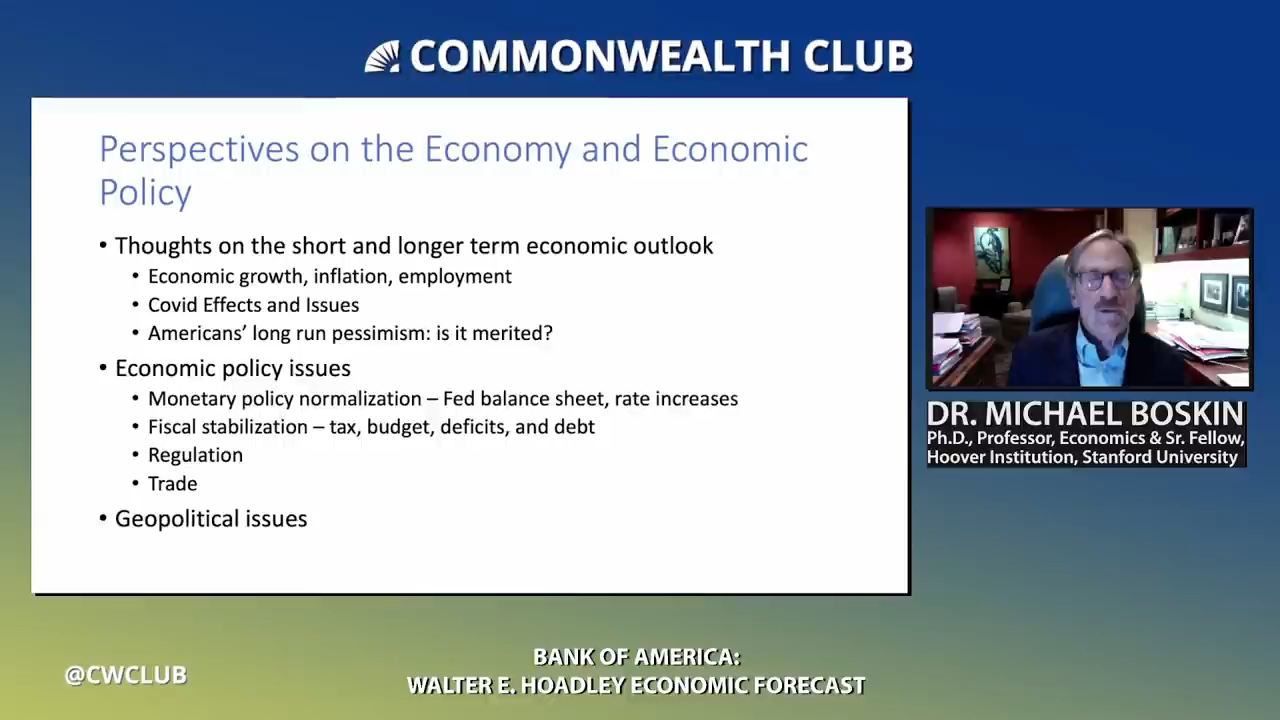 COMMONWEALTH CLUB
Perspectives on the Economy and Economic
Policy
• Thoughts on the short and longer term economic outlook
• Economic growth, inflation, employment
• Covid Effects and Issues
• Americans’ long run pessimism: is it merited?
• Economic policy issues
• Monetary policy normalization – Fed balance sheet, rate increases
• Fiscal stabilization – tax, budget, deficits, and debt
• Regulation
• Trade
• Geopolitical issues
DR. MICHAEL BOSKIN
Ph.D., Professor, Economics & Sr. Fellow,
Hoover Institution, Stanford University
@CWCLUB
BANK OF AMERICA:
WALTER E. HOADLEY ECONOMIC FORECAST